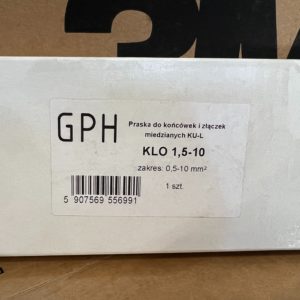 3M
GPH
Praska do końcówek i złączek
miedzianych KU-L
KLO 1,5-10
zakres: 0,5-10 mm²
1 szt.
5 907569 556991